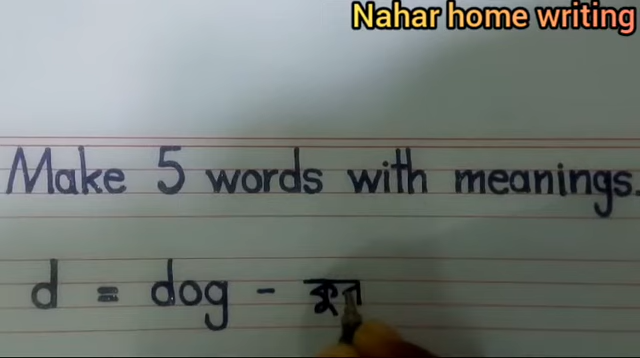 Nahar home writing
Make 5 words with meanings.
d = dog -